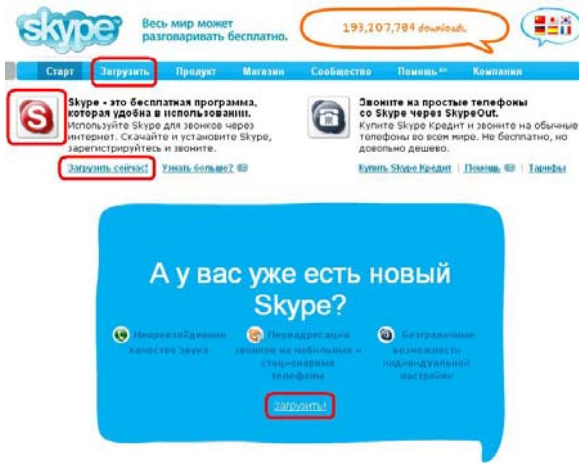 skype
Весь мир может
разговаривать бесплатно.
193,207,784 downloads.
Старт Загрузить Продукт Магазин Сообщество Помощь Компания
Skype - это бесплатная программа,
которая удобна в использовании.
Используйте Skype для звонков через
интернет. Скачайте и установите Skype,
зарегистрируйтесь и звоните.
Загрузить сейчас! Узнать больше?
Звоните на простые телефоны
со Skype через SkypeOut.
Купите Skype Кредит и звоните на обычные
телефоны во всем мире. Не бесплатно, но
довольно дешево.
Купить Skype Кредит | Помощь | Тарифы
А у вас уже есть новый
Skype?
Непревзойденное
качество звука
Переадресация
звонков на мобильные и
стационарные
телефоны
Безграничные
возможности
индивидуальной
настройки
Загрузить!